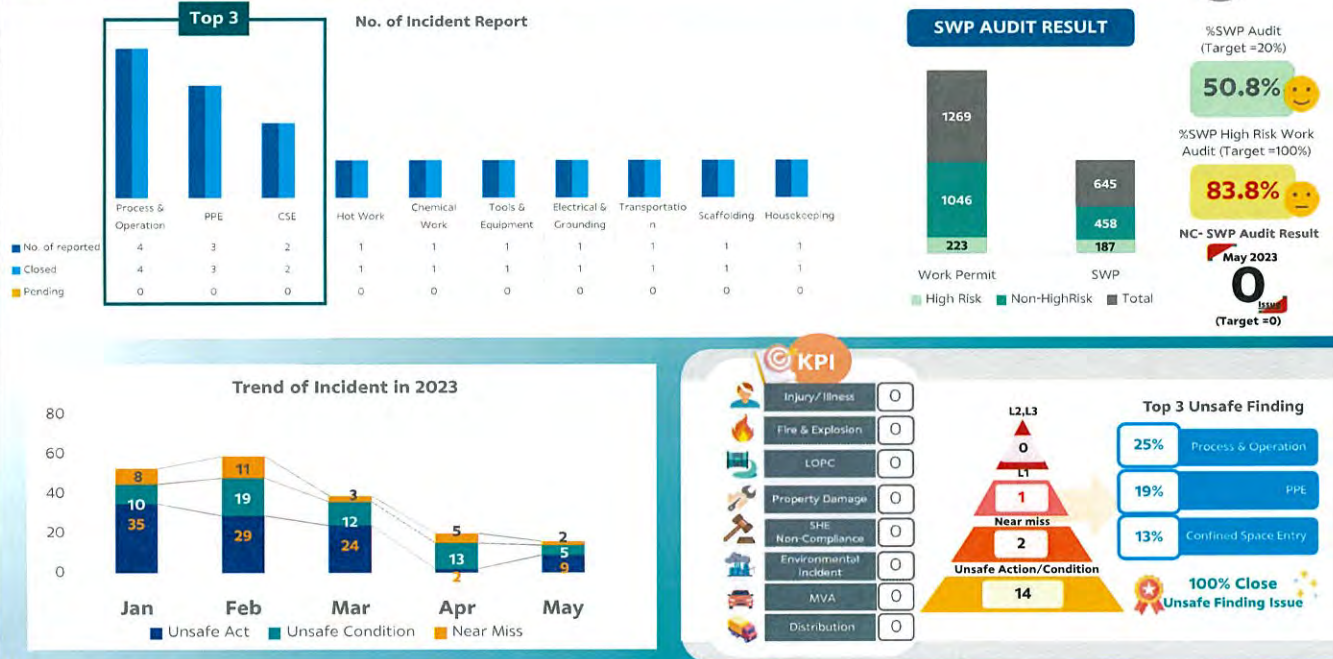 Top 3
No. of Incident Report
Process & Operation
PPE
CSE
Hot Work
Chemical Work
Tools & Equipment
Electrical & Grounding
Transportatio
n
Scaffolding
Housekeeping
No. of reported 4 3 2 1 1 1 1 1 1 1
Closed 4 3 2 1 1 1 1 1 1 1
Pending 0 0 0 0 0 0 0 0 0 0
SWP AUDIT RESULT
1269
1046
223
645
458
187
Work Permit
SWP
High Risk Non-HighRisk Total
%SWP Audit
(Target =20%)
50.8%
%SWP High Risk Work
Audit (Target =100%)
83.8%
NC- SWP Audit Result
May 2023
0
Issue
(Target =0)
Trend of Incident in 2023
80
60
40
20
0
8
10
35
11
19
29
3
12
24
5
13
2
2
5
9
Jan Feb Mar Apr May
Unsafe Act Unsafe Condition Near Miss
KPI
Injury/ Illness 0
Fire & Explosion 0
LOPC 0
Property Damage 0
SHE
Non-Compliance 0
Environmental
Incident 0
MVA 0
Distribution 0
L2,L3
0
L1
1
Near miss
2
Unsafe Action/Condition
14
Top 3 Unsafe Finding
25% Process & Operation
19% PPE
13% Confined Space Entry
100% Close
Unsafe Finding Issue